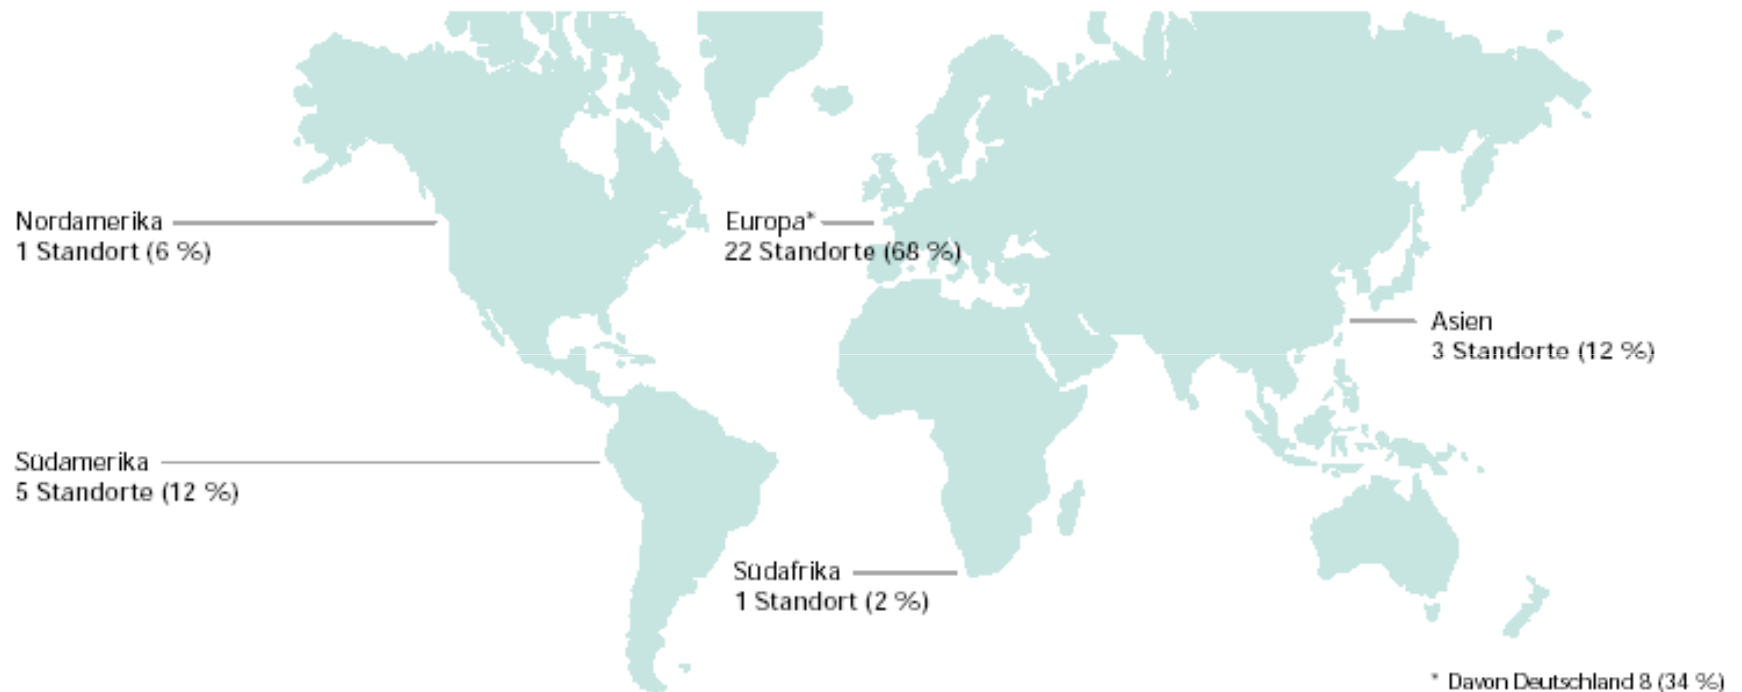 Nordamerika
1 Standort (6 %)
Europa*
22 Standorte (68 %)
Asien
3 Standorte (12 %)
Südamerika
5 Standorte (12 %)
Südafrika
1 Standort (2 %)
* Davon Deutschland 8 (34 %)